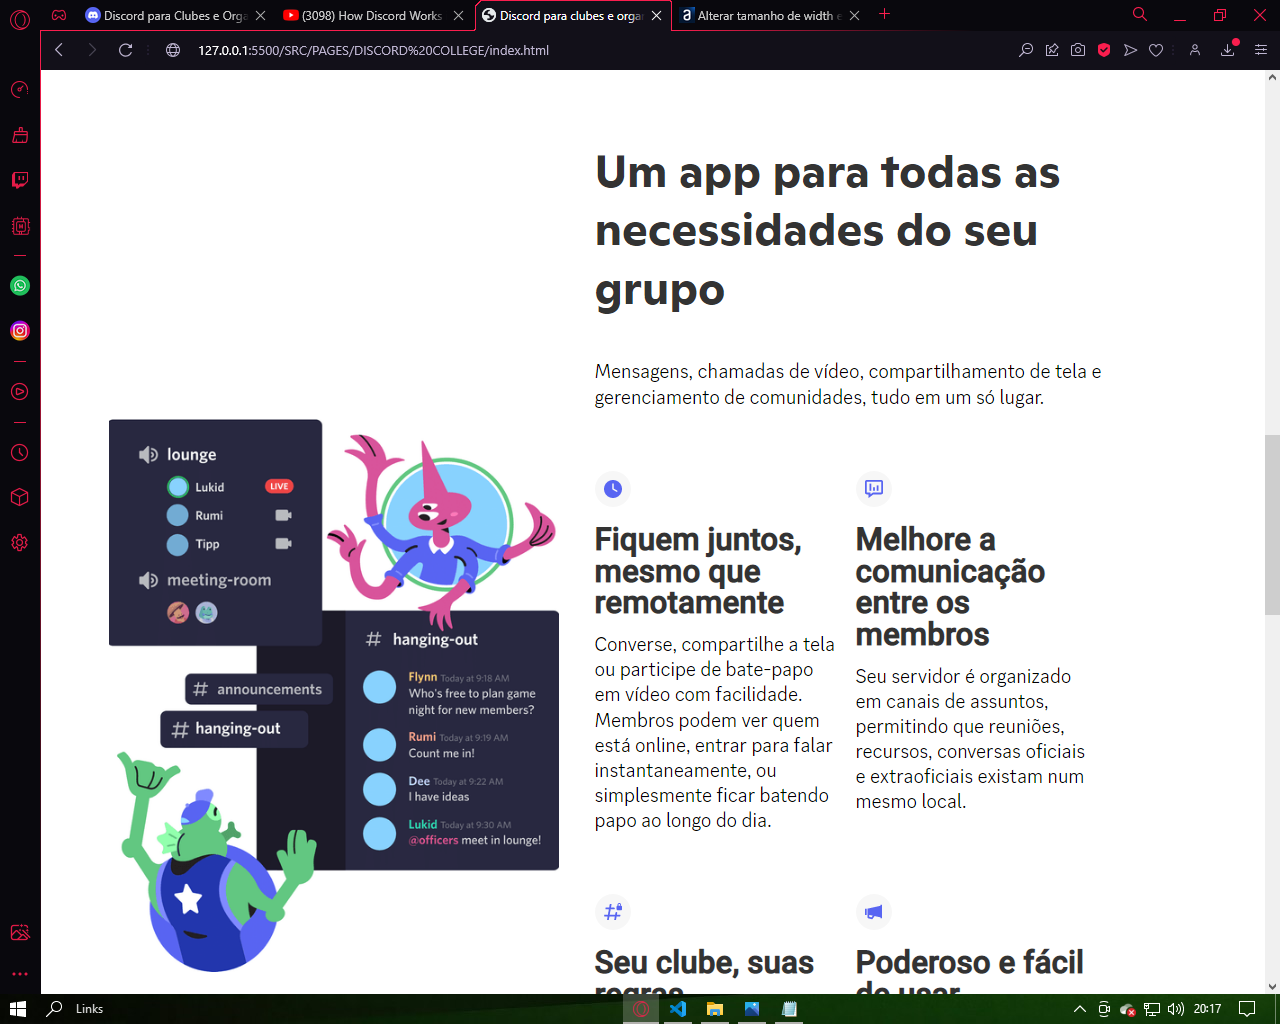 Discord para Clubes e Orga
(3098) How Discord Works
Discord para clubes e orga
Alterar tamanho de width e
127.0.0.1:5500/SRC/PAGES/DISCORD%20COLLEGE/index.html
Um app para todas as
necessidades do seu
grupo
Mensagens, chamadas de vídeo, compartilhamento de tela e
gerenciamento de comunidades, tudo em um só lugar.
lounge
Lukid LIVE
Rumi
Tipp
meeting-room
# hanging-out
Flynn Today at 9:18 AM
Who's free to plan game
night for new members?
Rumi Today at 9:19 AM
Count me in!
Dee Today at 9:22 AM
I have ideas
Lukid Today at 9:30 AM
@officers meet in lounge!
# announcements
# hanging-out
Fiquem juntos,
mesmo que
remotamente
Converse, compartilhe a tela
ou participe de bate-papo
em vídeo com facilidade.
Membros podem ver quem
está online, entrar para falar
instantaneamente, ou
simplesmente ficar batendo
papo ao longo do dia.
Melhore a
comunicação
entre os
membros
Seu servidor é organizado
em canais de assuntos,
permitindo que reuniões,
recursos, conversas oficiais
e extraoficiais existam num
mesmo local.
Seu clube, suas
regras
Poderoso e fácil
de usar
Links
20:17